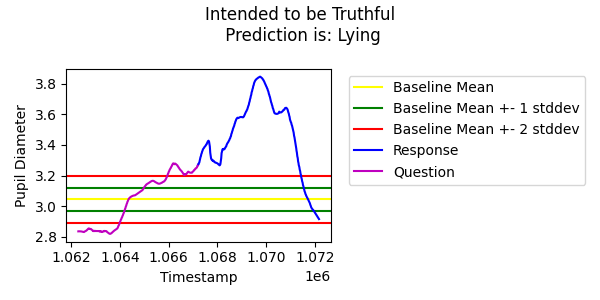 Intended to be Truthful
Prediction is: Lying
Pupil Diameter
3.8
3.6
3.4
3.2
3.0
2.8
1.062
1.064
1.066
1.068
1.070
1.072
1e6
Timestamp
Baseline Mean
Baseline Mean +- 1 stddev
Baseline Mean +- 2 stddev
Response
Question